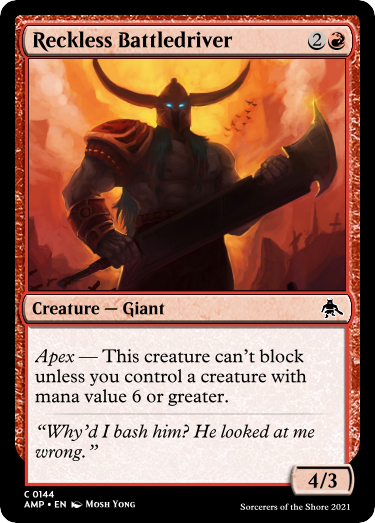 Reckless Battledriver 2
Creature — Giant
Apex — This creature can't block
unless you control a creature with
mana value 6 or greater.
“Why'd I bash him? He looked at me
wrong.”
4/3
C 0144
AMP • EN Mosh Yong
Sorcerers of the Shore 2021